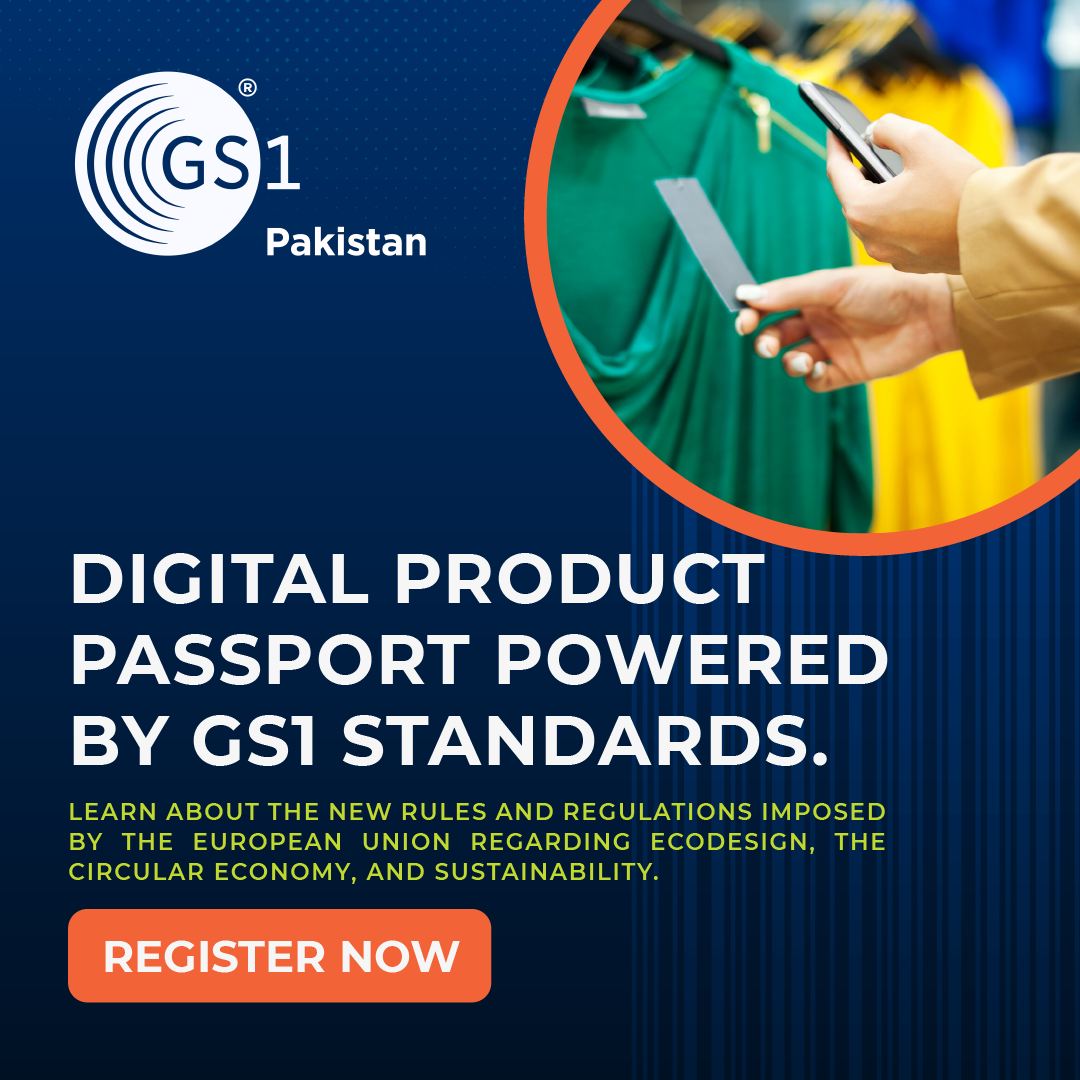 GS1 ®
Pakistan
DIGITAL PRODUCT
PASSPORT POWERED
BY GS1 STANDARDS.
LEARN ABOUT THE NEW RULES AND REGULATIONS IMPOSED
BY THE EUROPEAN UNION REGARDING ECODESIGN, THE
CIRCULAR ECONOMY, AND SUSTAINABILITY.
REGISTER NOW